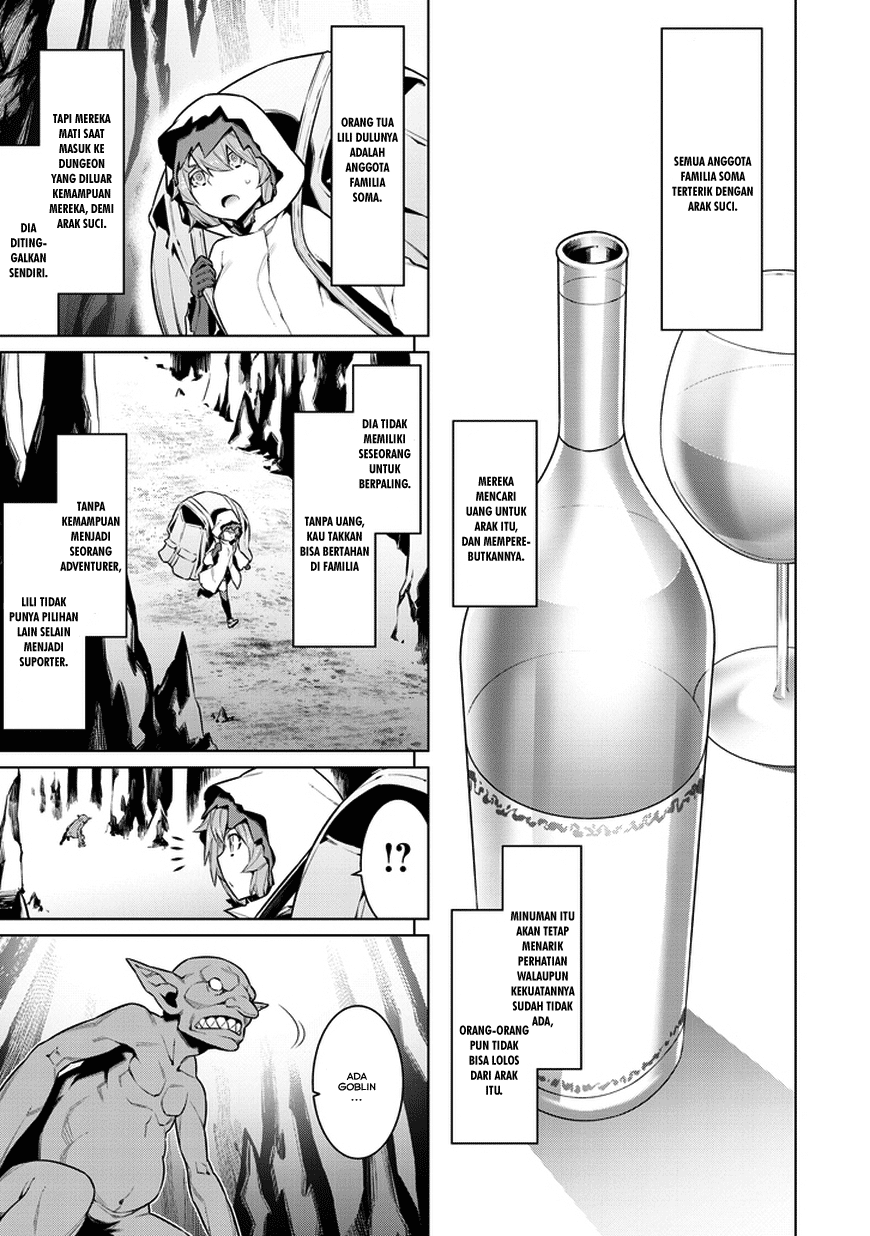 SEMUA ANGGOTA
FAMILIA SOMA
TERTERIK DENGAN
ARAK SUCI.
MEREKA
MENCARI
UANG UNTUK
ARAK ITU,
DAN MEMPERE-
BUTKANNYA.
MINUMAN ITU
AKAN TETAP
MENARIK
PERHATIAN
WALAUPUN
KEKUATANNYA
SUDAH TIDAK
ADA,
ORANG-ORANG
PUN TIDAK
BISA LOLOS
DARI ARAK
ITU.
ORANG TUA
LILI DULUNYA
ADALAH
ANGGOTA
FAMILIA
SOMA.
TAPI MEREKA
MATI SAAT
MASUK KE
DUNGEON
YANG DILUAR
KEMAMPUAN
MEREKA, DEMI
ARAK SUCI.
DIA
DITING-
GALKAN
SENDIRI.
DIA TIDAK
MEMILIKI
SESEORANG
UNTUK
BERPALING.
TANPA UANG,
KAU TAKKAN
BISA BERTAHAN
DI FAMILIA
TANPA
KEMAMPUAN
MENJADI
SEORANG
ADVENTURER,
LILI TIDAK
PUNYA PILIHAN
LAIN SELAIN
MENJADI
SUPORTER.
!?
ADA
GOBLIN
...